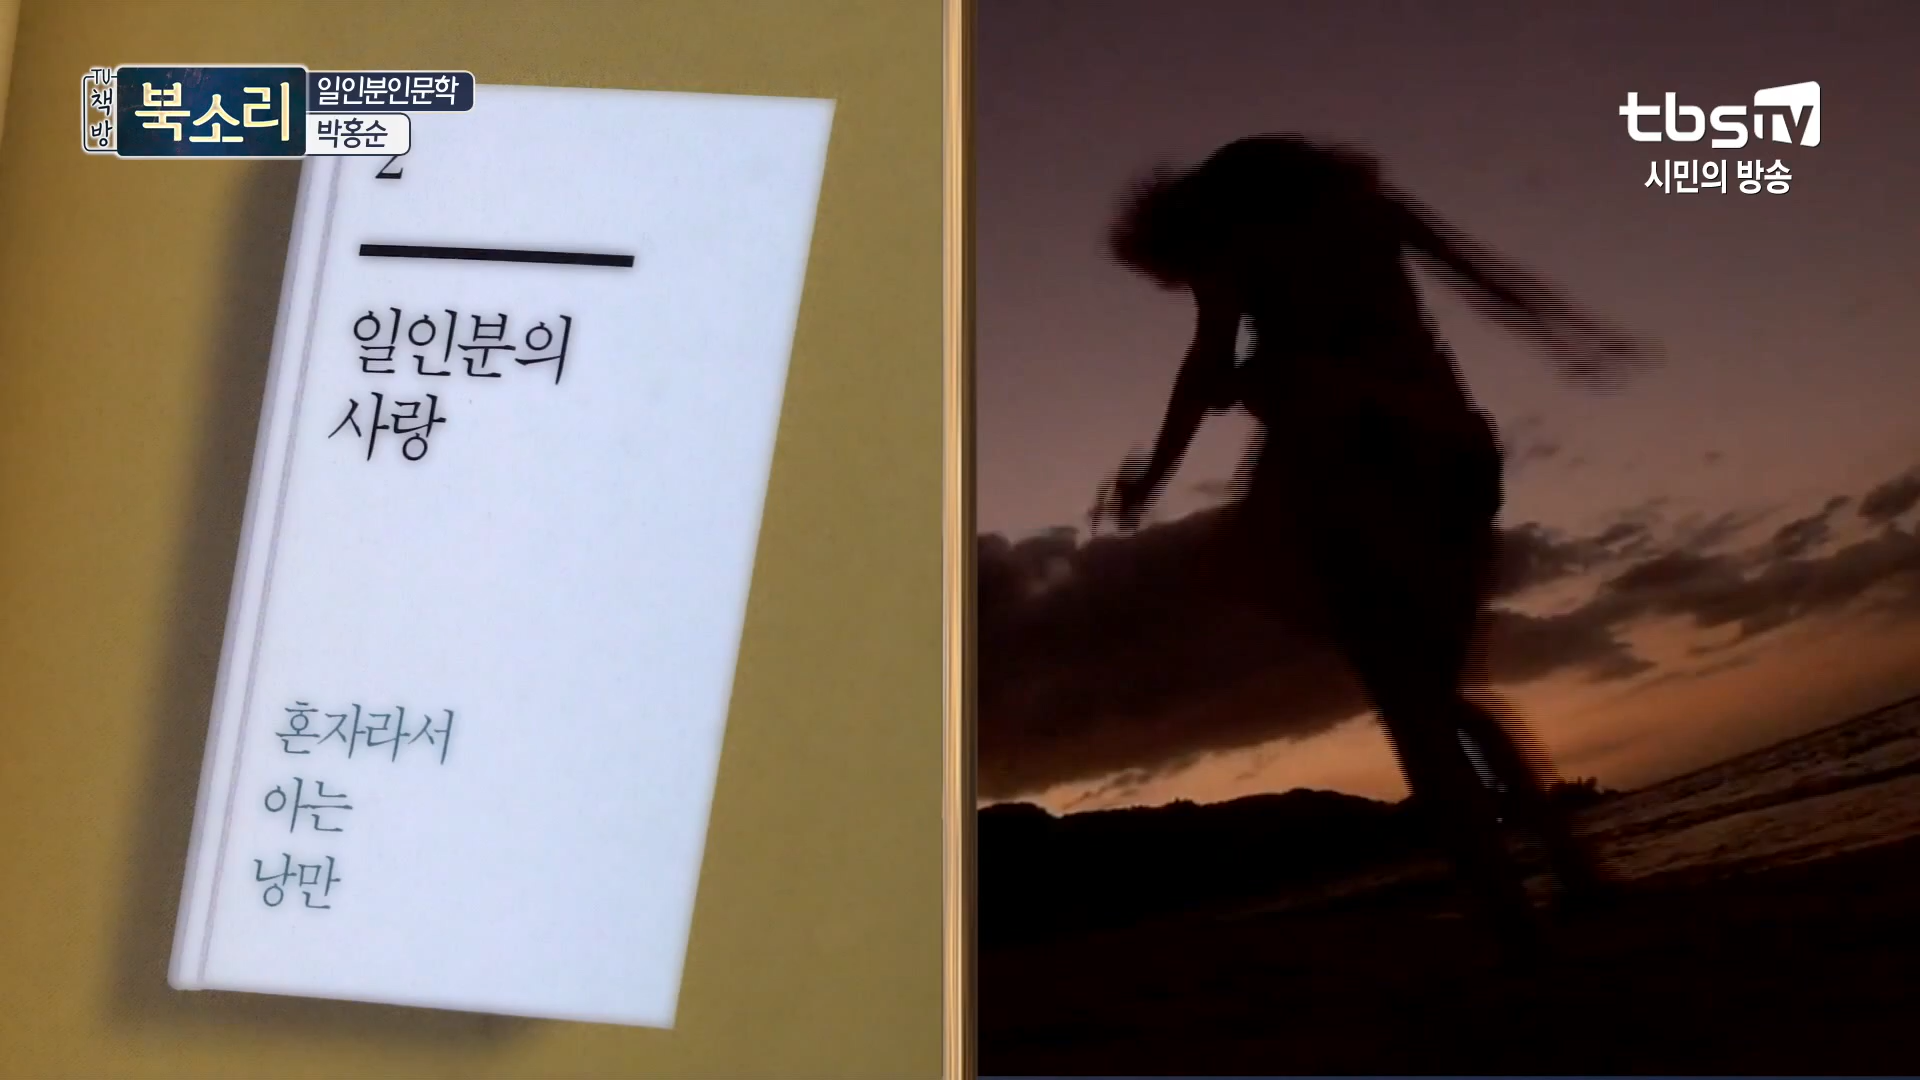 TV
책
방
북소리
일인분인문학
박홍순
tbs TV
시민의 방송
2
일인분의
사랑
혼자라서
아는
낭만